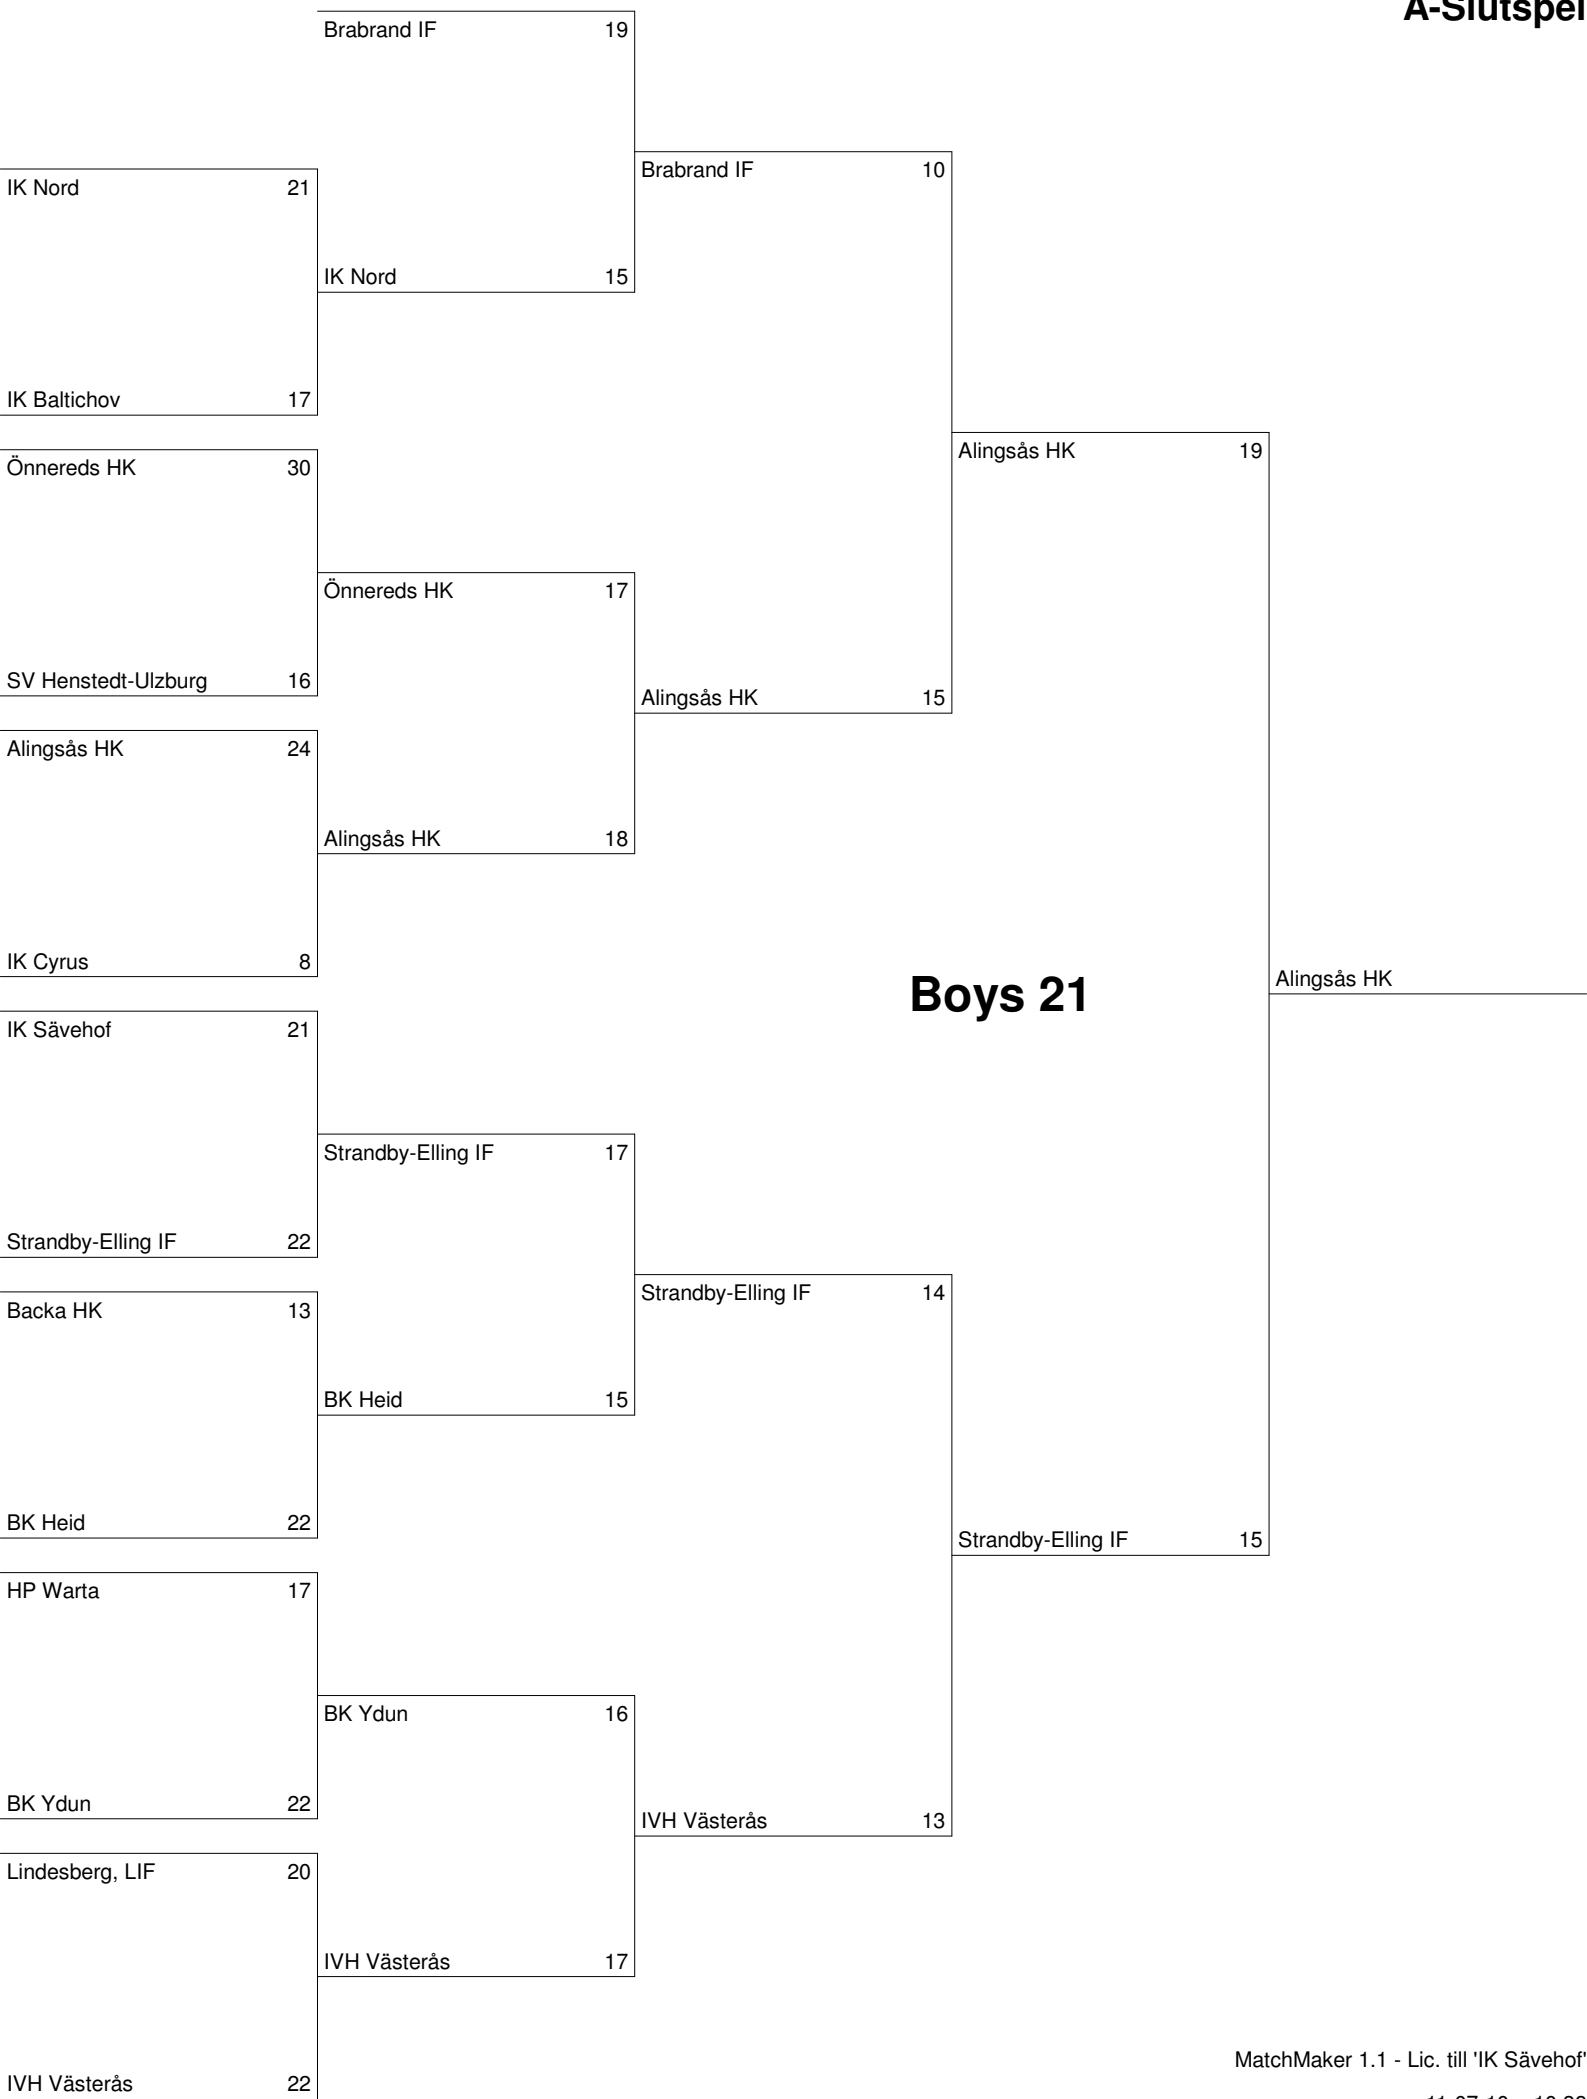 A-Slutspel
Brabrand IF 19
Brabrand IF 10
IK Nord 21
IK Nord 15
IK Baltichov 17
Alingsås HK 19
Önnereds HK 30
Önnereds HK 17
SV Henstedt-Ulzburg 16
Alingsås HK 15
Alingsås HK 24
Alingsås HK 18
IK Cyrus 8
Alingsås HK
Boys 21
IK Sävehof 21
Strandby-Elling IF 17
Strandby-Elling IF 22
Strandby-Elling IF 14
Backa HK 13
BK Heid 15
BK Heid 22
Strandby-Elling IF 15
HP Warta 17
BK Ydun 16
BK Ydun 22
IVH Västerås 13
Lindesberg, LIF 20
IVH Västerås 17
MatchMaker 1.1 - Lic. till 'IK Sävehof'
IVH Västerås 22